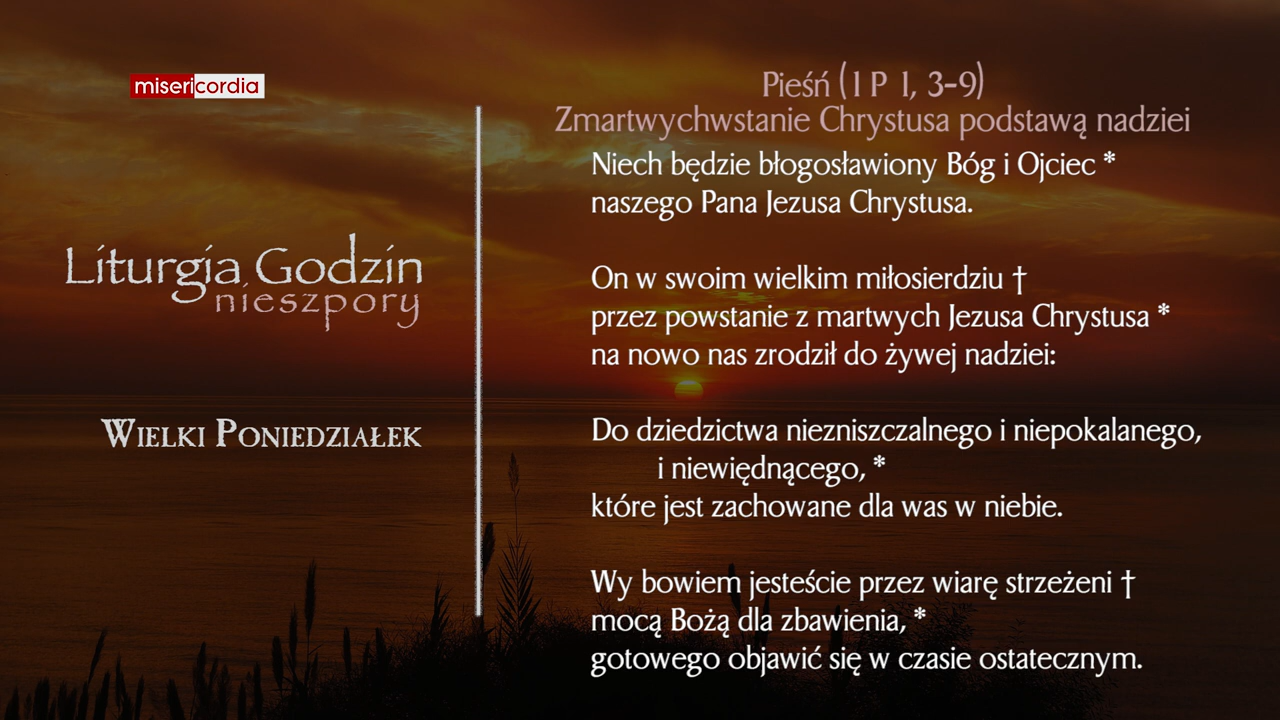 misericordia
Liturgia Godzin
nieszpory
Wielki Poniedziałek
Pieśń (1 P 1, 3-9)
Zmartwychwstanie Chrystusa podstawą nadziei
Niech będzie błogosławiony Bóg i Ojciec *
naszego Pana Jezusa Chrystusa.
On w swoim wielkim miłosierdziu †
przez powstanie z martwych Jezusa Chrystusa *
na nowo nas zrodził do żywej nadziei:
Do dziedzictwa niezniszczalnego i niepokalanego,
i niewiędnącego, *
które jest zachowane dla was w niebie.
Wy bowiem jesteście przez wiarę strzeżeni †
mocą Bożą dla zbawienia, *
gotowego objawić się w czasie ostatecznym.